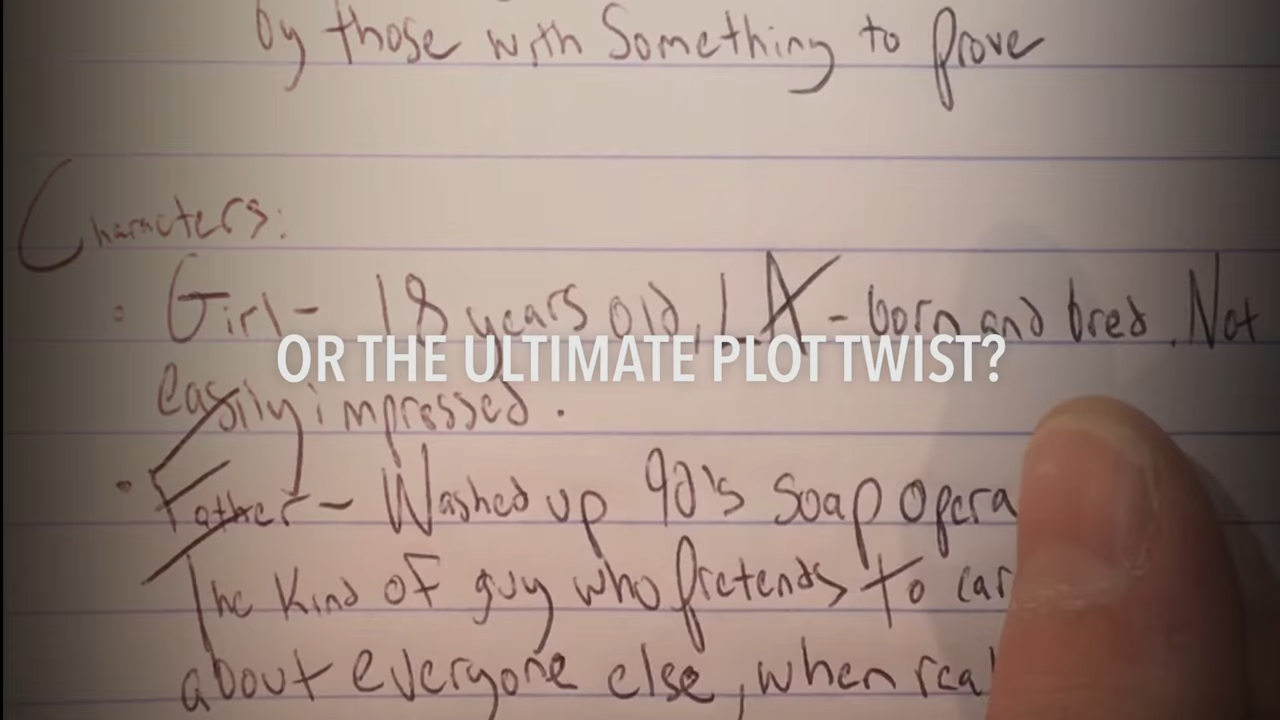 by those with Something to prove
Characters:
Girl - 18 years old, LA - born and bred. Not
OR THE ULTIMATE PLOT TWIST?
easily impressed.
Father - Washed up 90's Soap Opera
The kind of guy who pretends to
about everyone else, when